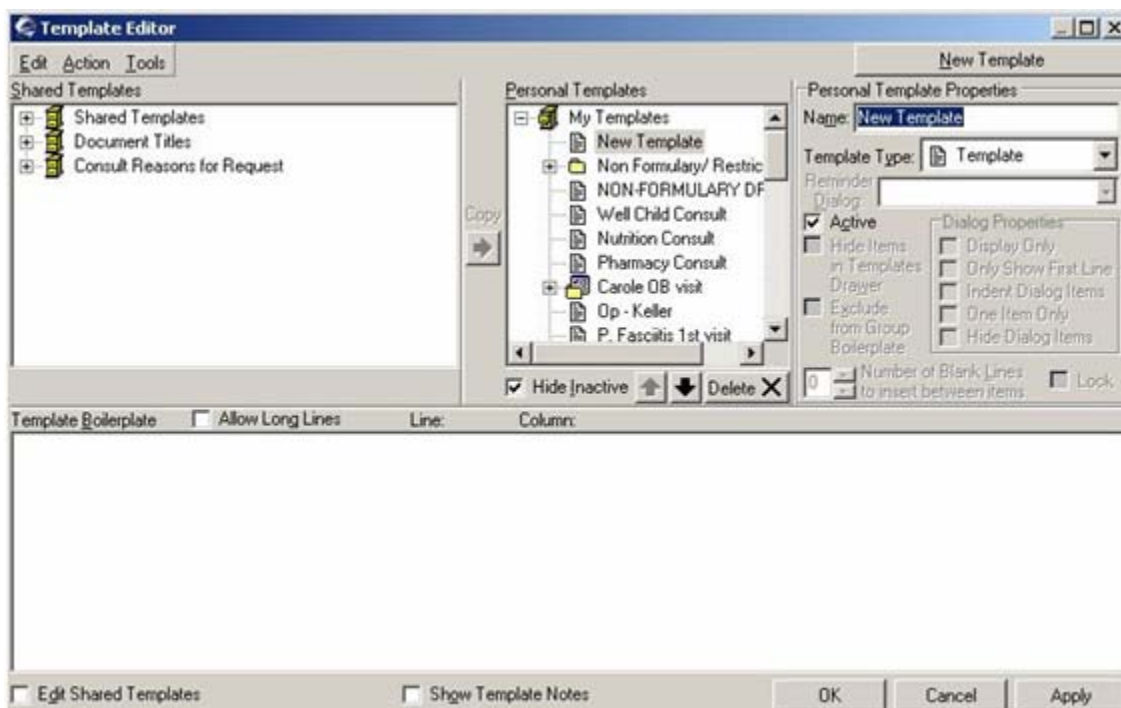 Template Editor
Edit Action Tools
New Template
Shared Templates
Shared Templates
Document Titles
Consult Reasons for Request
Copy
Personal Templates
My Templates
New Template
Non Formulary/ Restric
NON-FORMULARY DF
Well Child Consult
Nutrition Consult
Pharmacy Consult
Carole OB visit
Op - Keller
P. Fasciitis 1st visit
Hide Inactive
Delete
Personal Template Properties
Name: New Template
Template Type: Template
Reminder
Dialog:
Active
Hide Items
in Templates
Drawer
Exclude
from Group
Boilerplate
Dialog Properties
Display Only
Only Show First Line
Indent Dialog Items
One Item Only
Hide Dialog Items
0 Number of Blank Lines
to insert between items
Lock
Template Boilerplate Allow Long Lines Line: Column:
Edit Shared Templates Show Template Notes OK Cancel Apply